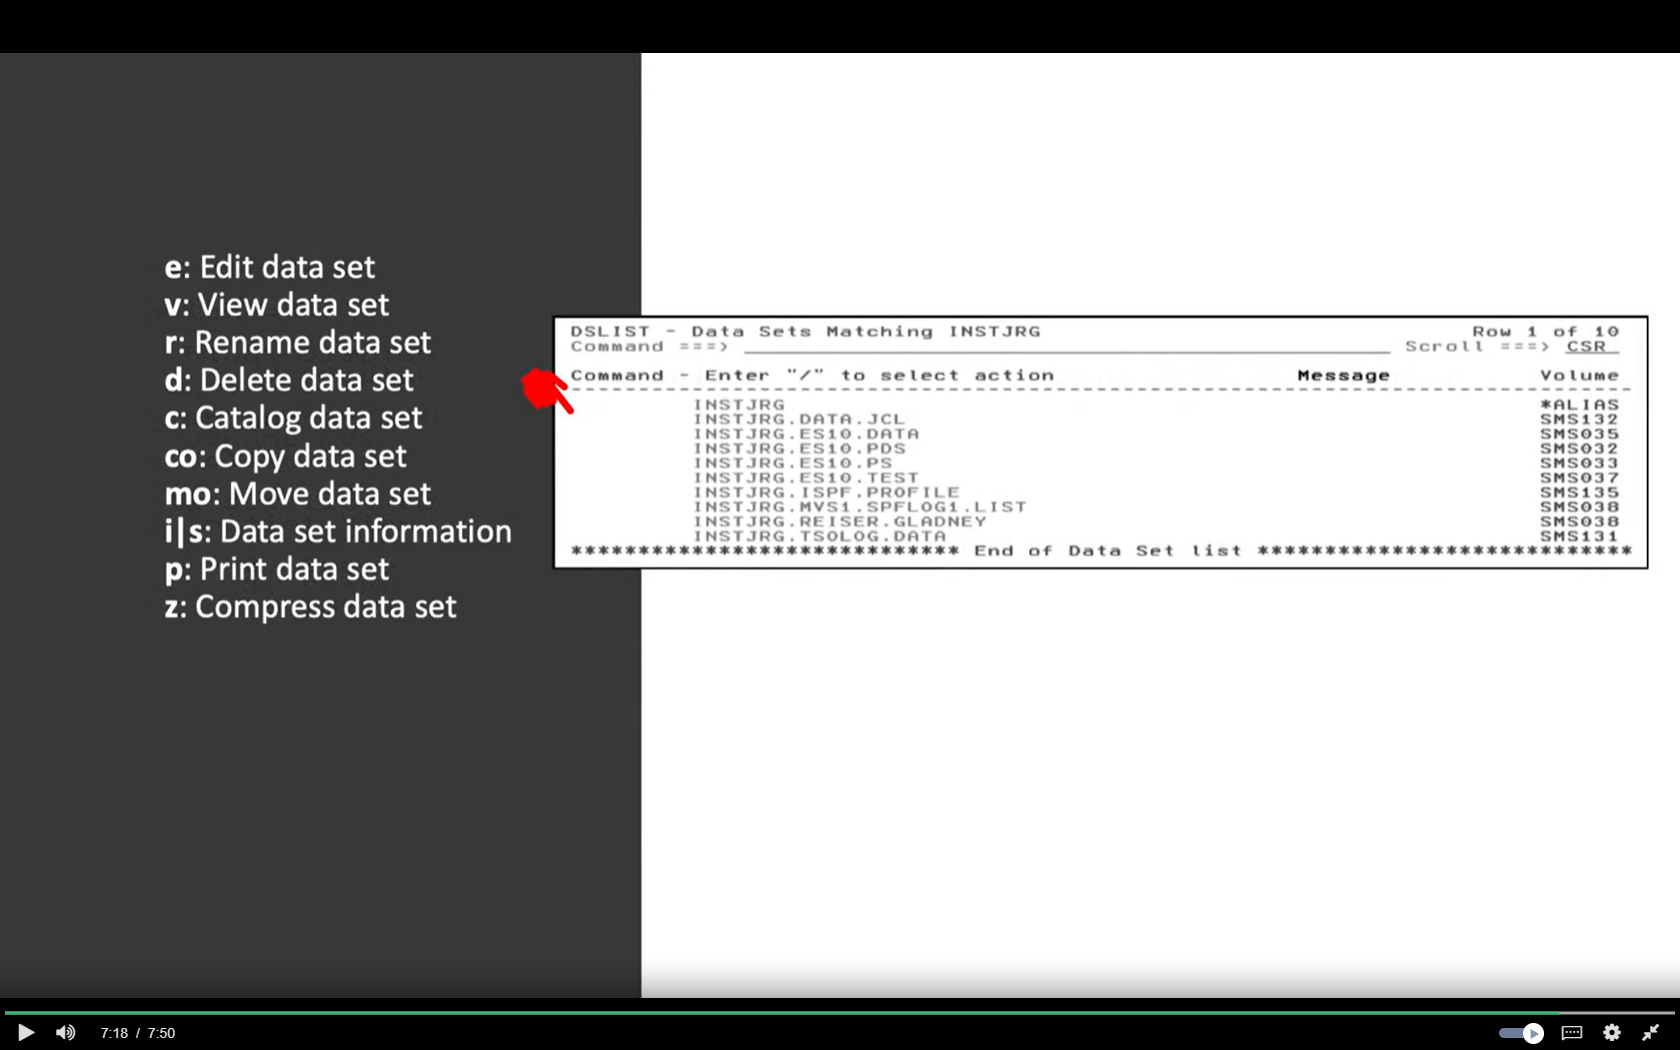 e: Edit data set
v: View data set
r: Rename data set
d: Delete data set
c: Catalog data set
co: Copy data set
mo: Move data set
i|s: Data set information
p: Print data set
z: Compress data set
DSLIST - Data Sets Matching INSTJRG Row 1 of 10
Command ===> Scroll ===> CSR
Command - Enter "/" to select action Message Volume
INSTJRG *ALIAS
INSTJRG.DATA.JCL SMS132
INSTJRG.ES10.DATA SMS035
INSTJRG.ES10.PDS SMS032
INSTJRG.ES10.PS SMS033
INSTJRG.ES10.TEST SMS037
INSTJRG.ISPF.PROFILE SMS135
INSTJRG.MVS1.SPFLOG1.LIST SMS038
INSTJRG.REISER.GLADNEY SMS038
INSTJRG.TSOLOG.DATA SMS131
***************************** End of Data Set list ****************************
7:18 / 7:50